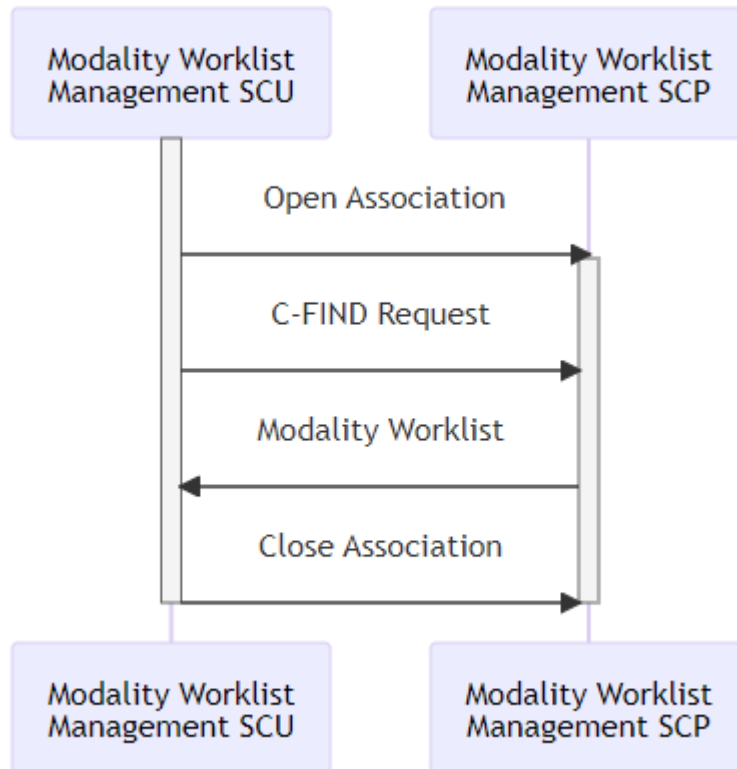 Modality Worklist
Management SCU
Modality Worklist
Management SCP
Open Association
C-FIND Request
Modality Worklist
Close Association
Modality Worklist
Management SCU
Modality Worklist
Management SCP